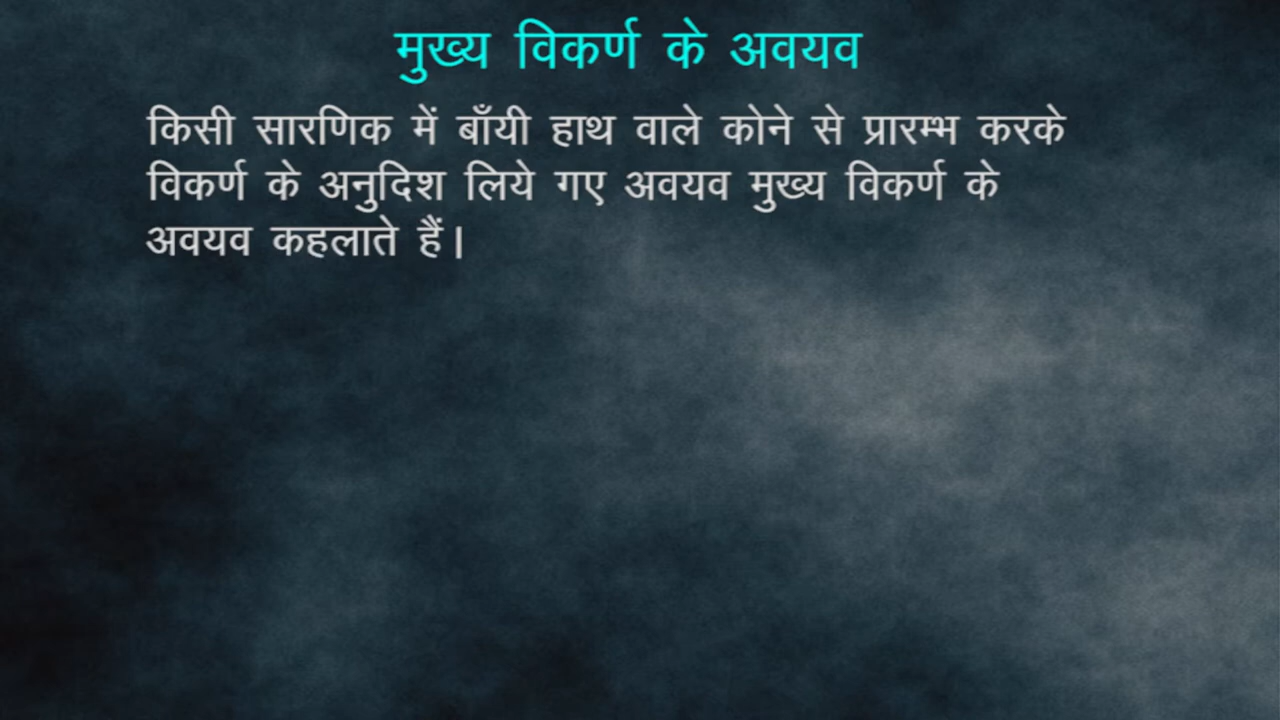 मुख्य विकर्ण के अवयव
किसी सारणिक में बाँयी हाथ वाले कोने से प्रारम्भ करके
विकर्ण के अनुदिश लिये गए अवयव मुख्य विकर्ण के
अवयव कहलाते हैं।